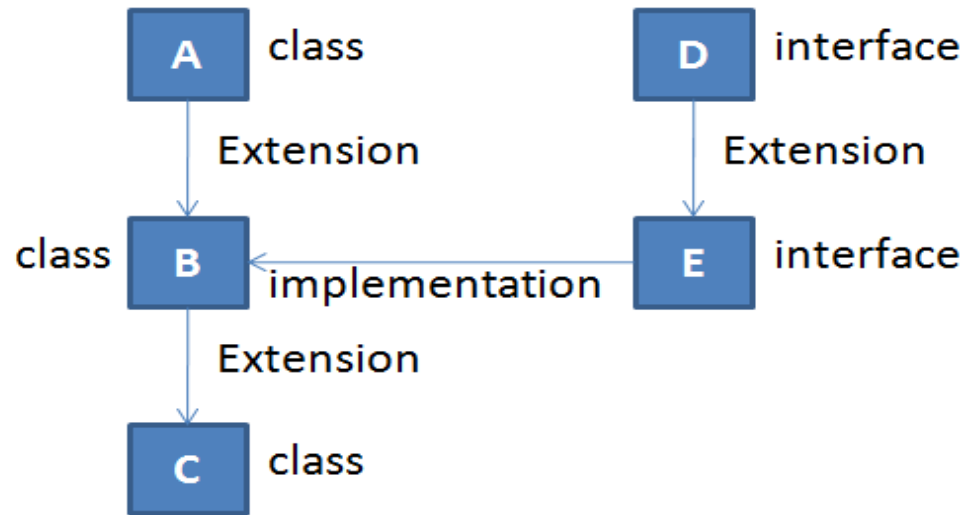 A class
D interface
Extension
Extension
class B
E interface
implementation
Extension
C class